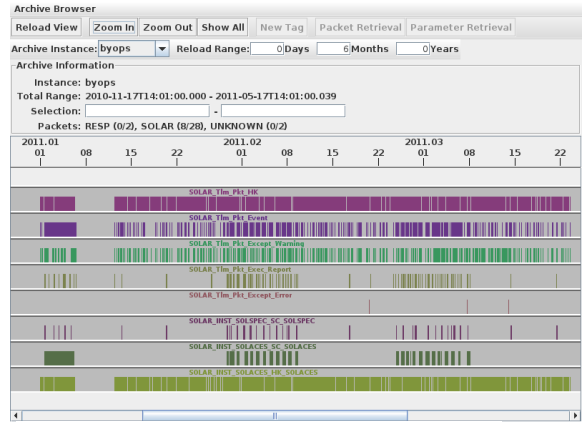 Archive Browser
Reload View Zoom In Zoom Out Show All New Tag Packet Retrieval Parameter Retrieval
Archive Instance: byops Reload Range: 0 Days 6 Months 0 Years
Archive Information
Instance: byops
Total Range: 2010-11-17T14:01:00.000 - 2011-05-17T14:01:00.039
Selection: -
Packets: RESP (0/2), SOLAR (8/28), UNKNOWN (0/2)
2011.01 2011.02 2011.03
01 08 15 22 01 08 15 22 01 08 15 22
SOLAR_Tlm_Pkt_HK
SOLAR_Tlm_Pkt_Event
SOLAR_Tlm_Pkt_Except_Warning
SOLAR_Tlm_Pkt_Exec_Report
SOLAR_Tlm_Pkt_Except_Error
SOLAR_INST_SOLSPEC_SC_SOLSPEC
SOLAR_INST_SOLACES_SC_SOLACES
SOLAR_INST_SOLACES_HK_SOLACES